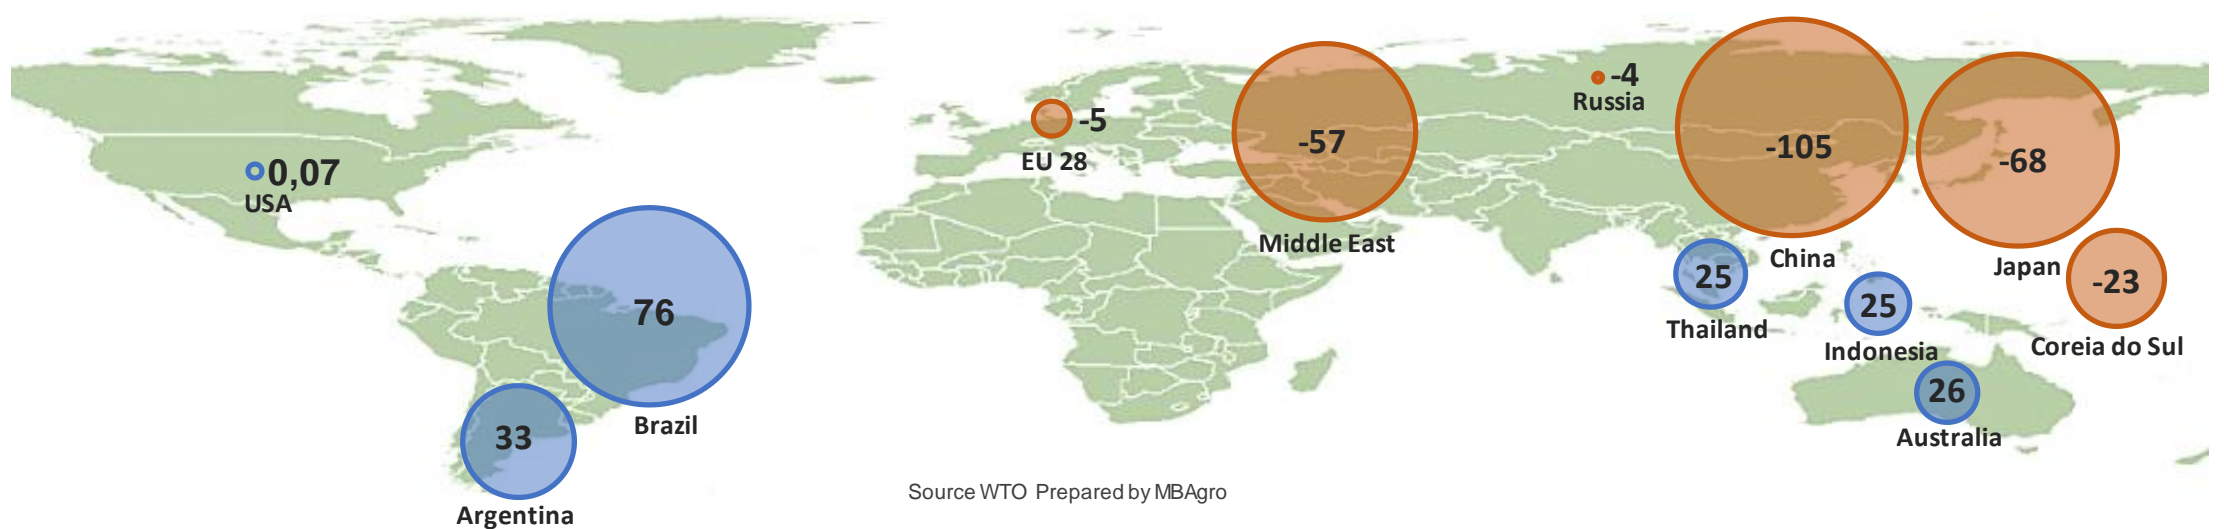 0,07
USA
76
Brazil
33
Argentina
-5
EU 28
-57
Middle East
-4
Russia
-105
China
-68
Japan
-23
Coreia do Sul
25
Thailand
25
Indonesia
26
Australia
Source WTO Prepared by MBAgro